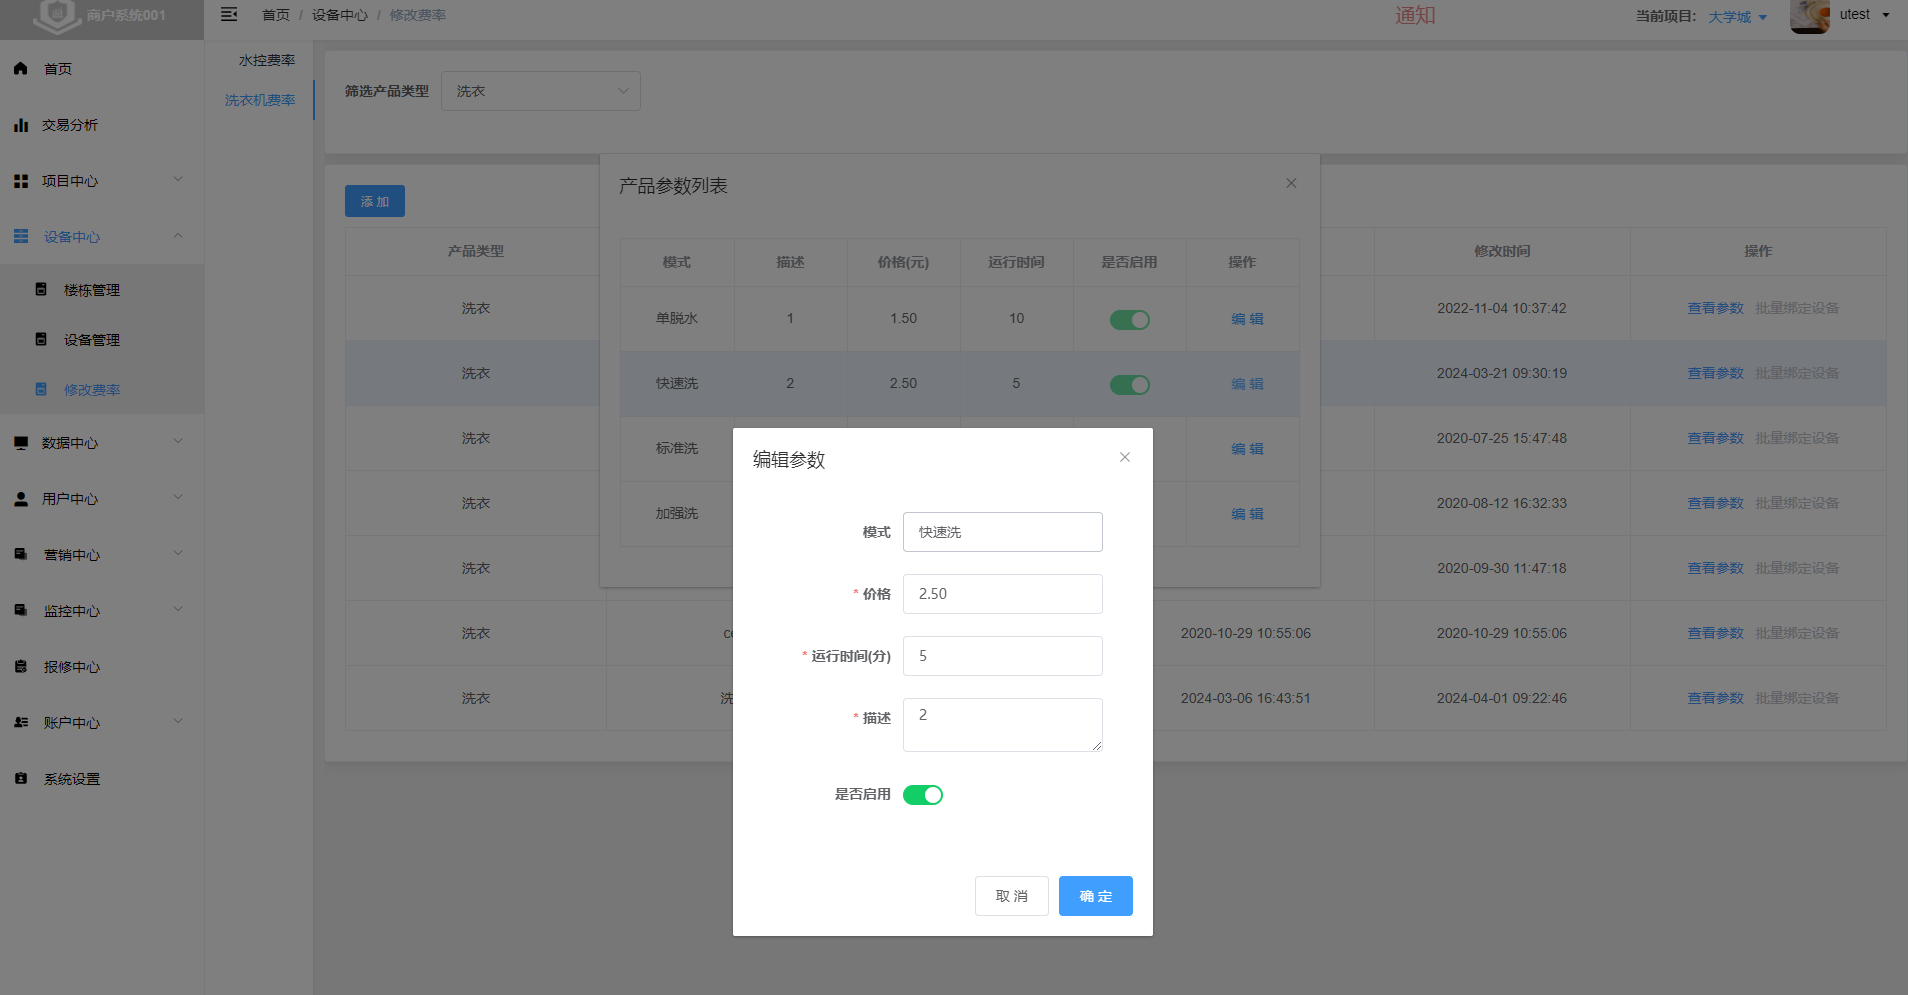 商户系统001
首页 / 设备中心 / 修改费率
通知
当前项目： 大学城
utest
首页
交易分析
项目中心
设备中心
楼栋管理
设备管理
修改费率
数据中心
用户中心
营销中心
监控中心
报修中心
账户中心
系统设置
水控费率
洗衣机费率
筛选产品类型 洗衣
添 加
产品类型 修改时间 操作
洗衣 2022-11-04 10:37:42 查看参数 批量绑定设备
洗衣 2024-03-21 09:30:19 查看参数 批量绑定设备
洗衣 2020-07-25 15:47:48 查看参数 批量绑定设备
洗衣 2020-08-12 16:32:33 查看参数 批量绑定设备
洗衣 2020-09-30 11:47:18 查看参数 批量绑定设备
洗衣 2020-10-29 10:55:06 2020-10-29 10:55:06 查看参数 批量绑定设备
洗衣 洗 2024-03-06 16:43:51 2024-04-01 09:22:46 查看参数 批量绑定设备
产品参数列表
模式 描述 价格(元) 运行时间 是否启用 操作
单脱水 1 1.50 10 编 辑
快速洗 2 2.50 5 编 辑
标准洗 编 辑
加强洗 编 辑
编辑参数
模式 快速洗
* 价格 2.50
* 运行时间(分) 5
* 描述 2
是否启用
取 消 确 定